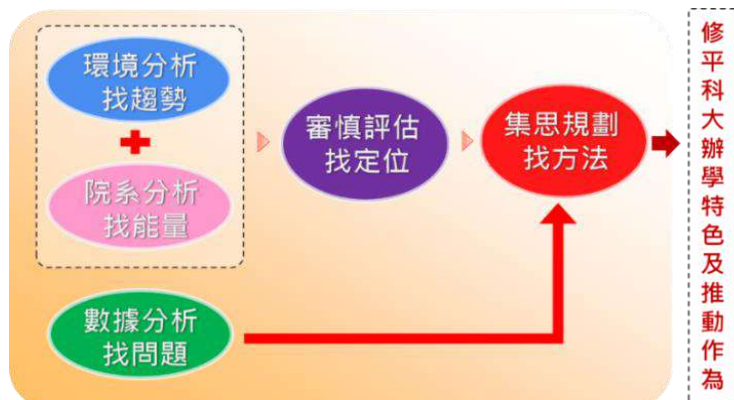 環境分析
找趨勢
院系分析
找能量
審慎評估
找定位
集思規劃
找方法
數據分析
找問題
修平科大辦學特色及推動作為